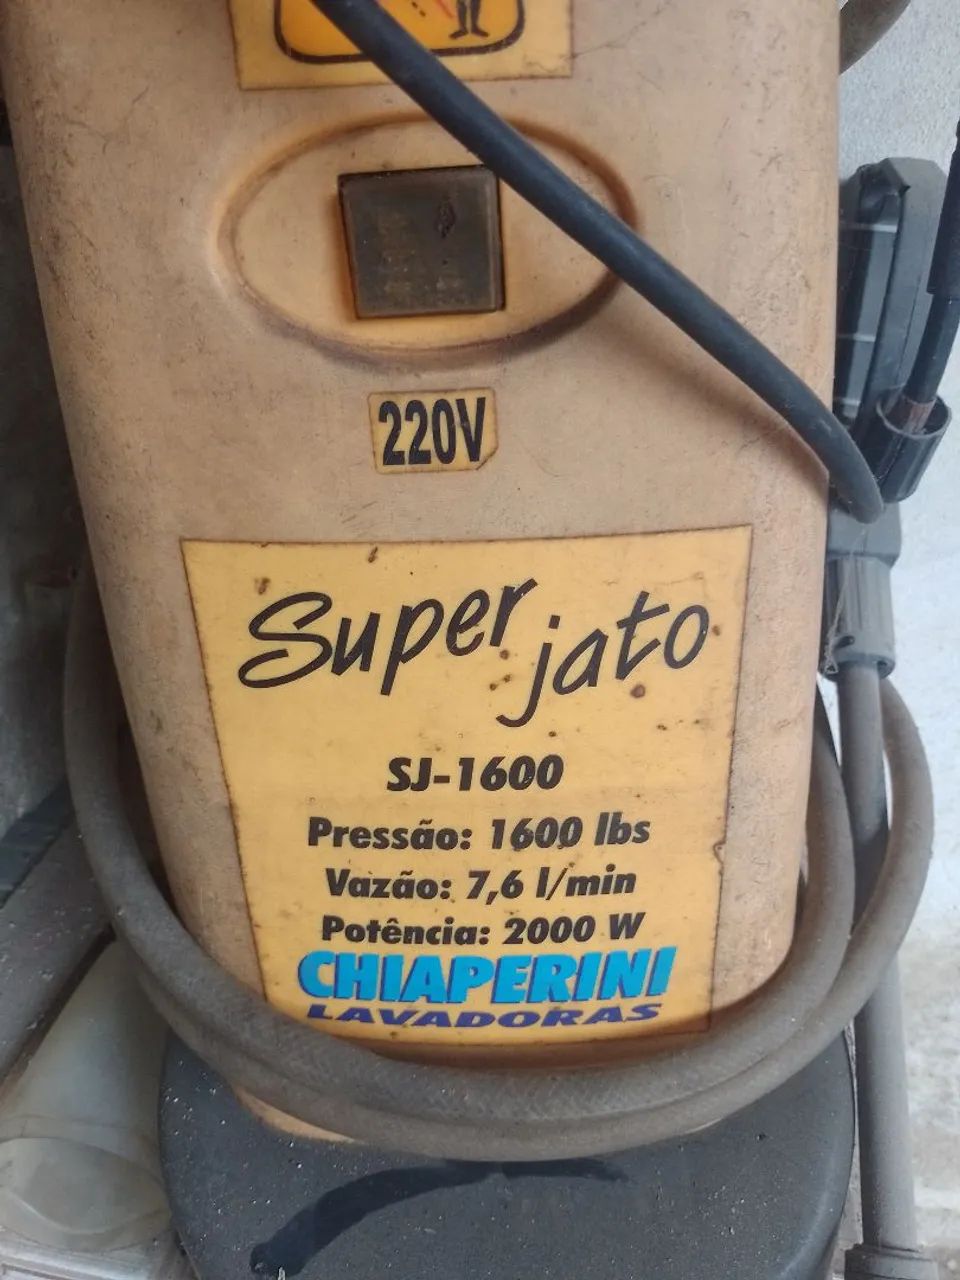 220V
Super jato
SJ-1600
Pressão: 1600 lbs
Vazão: 7,6 l/min
Potência: 2000 W
CHIAPERINI
LAVADORAS